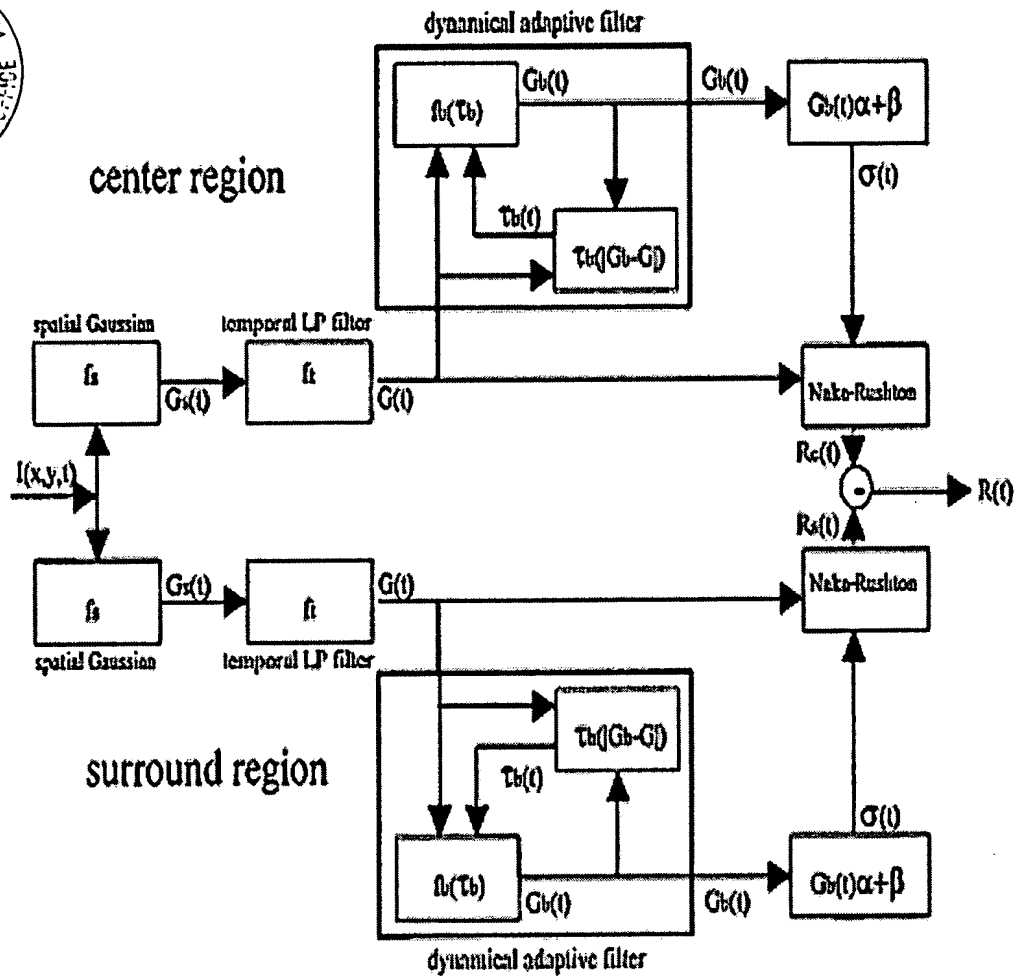 dynamical adaptive filter
fb(τb)
Gb(t)
Gb(t)
Gb(t)α+β
center region
τb(t)
τb(|Gb-G|)
σ(t)
spatial Gaussian
temporal LP filter
fs
Gs(t)
ft
G(t)
Naka-Rushton
Rc(t)
I(x,y,t)
-
R(t)
Rs(t)
fs
Gs(t)
ft
G(t)
Naka-Rushton
spatial Gaussian
temporal LP filter
τb(|Gb-G|)
surround region
τb(t)
σ(t)
fb(τb)
Gb(t)
Gb(t)
Gb(t)α+β
dynamical adaptive filter